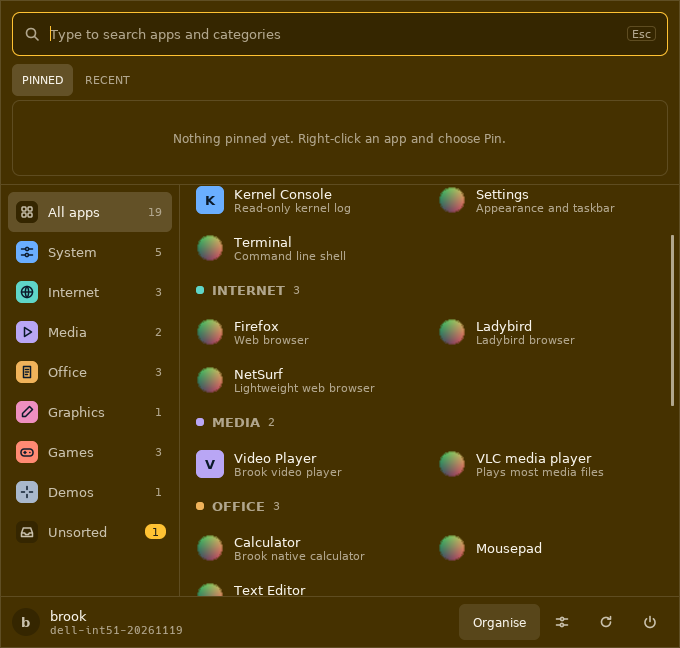 Type to search apps and categories
Esc
PINNED
RECENT
Nothing pinned yet. Right-click an app and choose Pin.
All apps 19
System 5
Internet 3
Media 2
Office 3
Graphics 1
Games 3
Demos 1
Unsorted 1
K
Kernel Console
Read-only kernel log
Settings
Appearance and taskbar
Terminal
Command line shell
INTERNET 3
Firefox
Web browser
Ladybird
Ladybird browser
NetSurf
Lightweight web browser
MEDIA 2
V
Video Player
Brook video player
VLC media player
Plays most media files
OFFICE 3
Calculator
Brook native calculator
Mousepad
Text Editor
b
brook
dell-int51-20261119
Organise